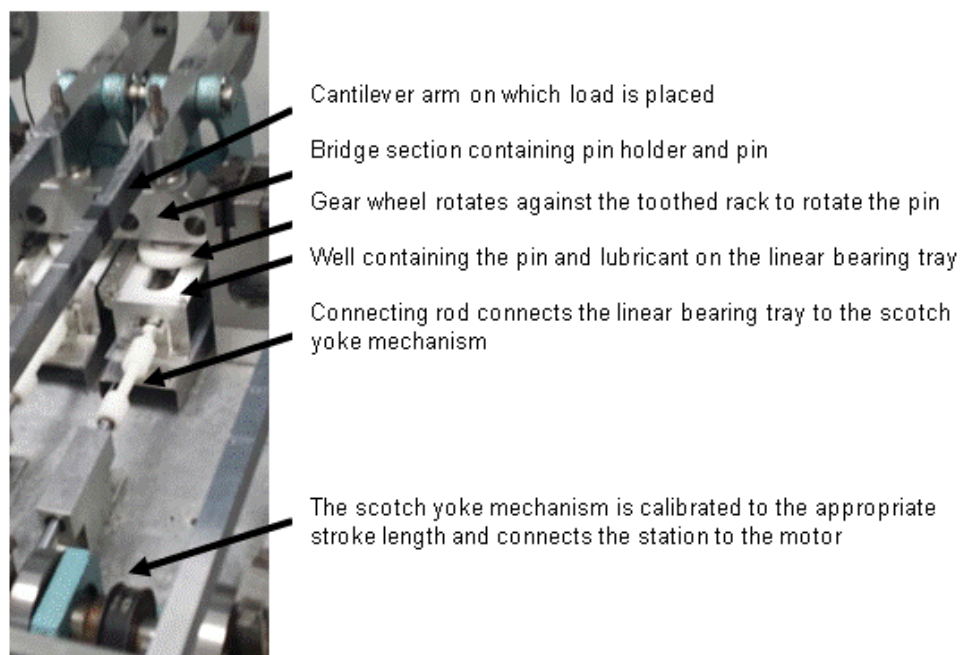 Cantilever arm on which load is placed
Bridge section containing pin holder and pin
Gear wheel rotates against the toothed rack to rotate the pin
Well containing the pin and lubricant on the linear bearing tray
Connecting rod connects the linear bearing tray to the scotch
yoke mechanism
The scotch yoke mechanism is calibrated to the appropriate
stroke length and connects the station to the motor